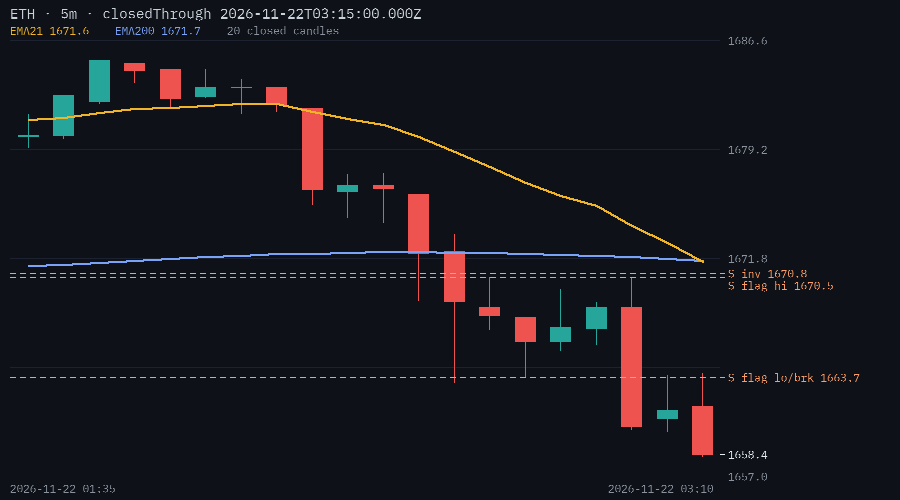 ETH · 5m · closedThrough 2026-11-22T03:15:00.000Z
EMA21 1671.6 EMA200 1671.7 20 closed candles
1686.6
1679.2
1671.8
S inv 1670.8
S flag hi 1670.5
S flag lo/brk 1663.7
1658.4
1657.0
2026-11-22 01:35 2026-11-22 03:10